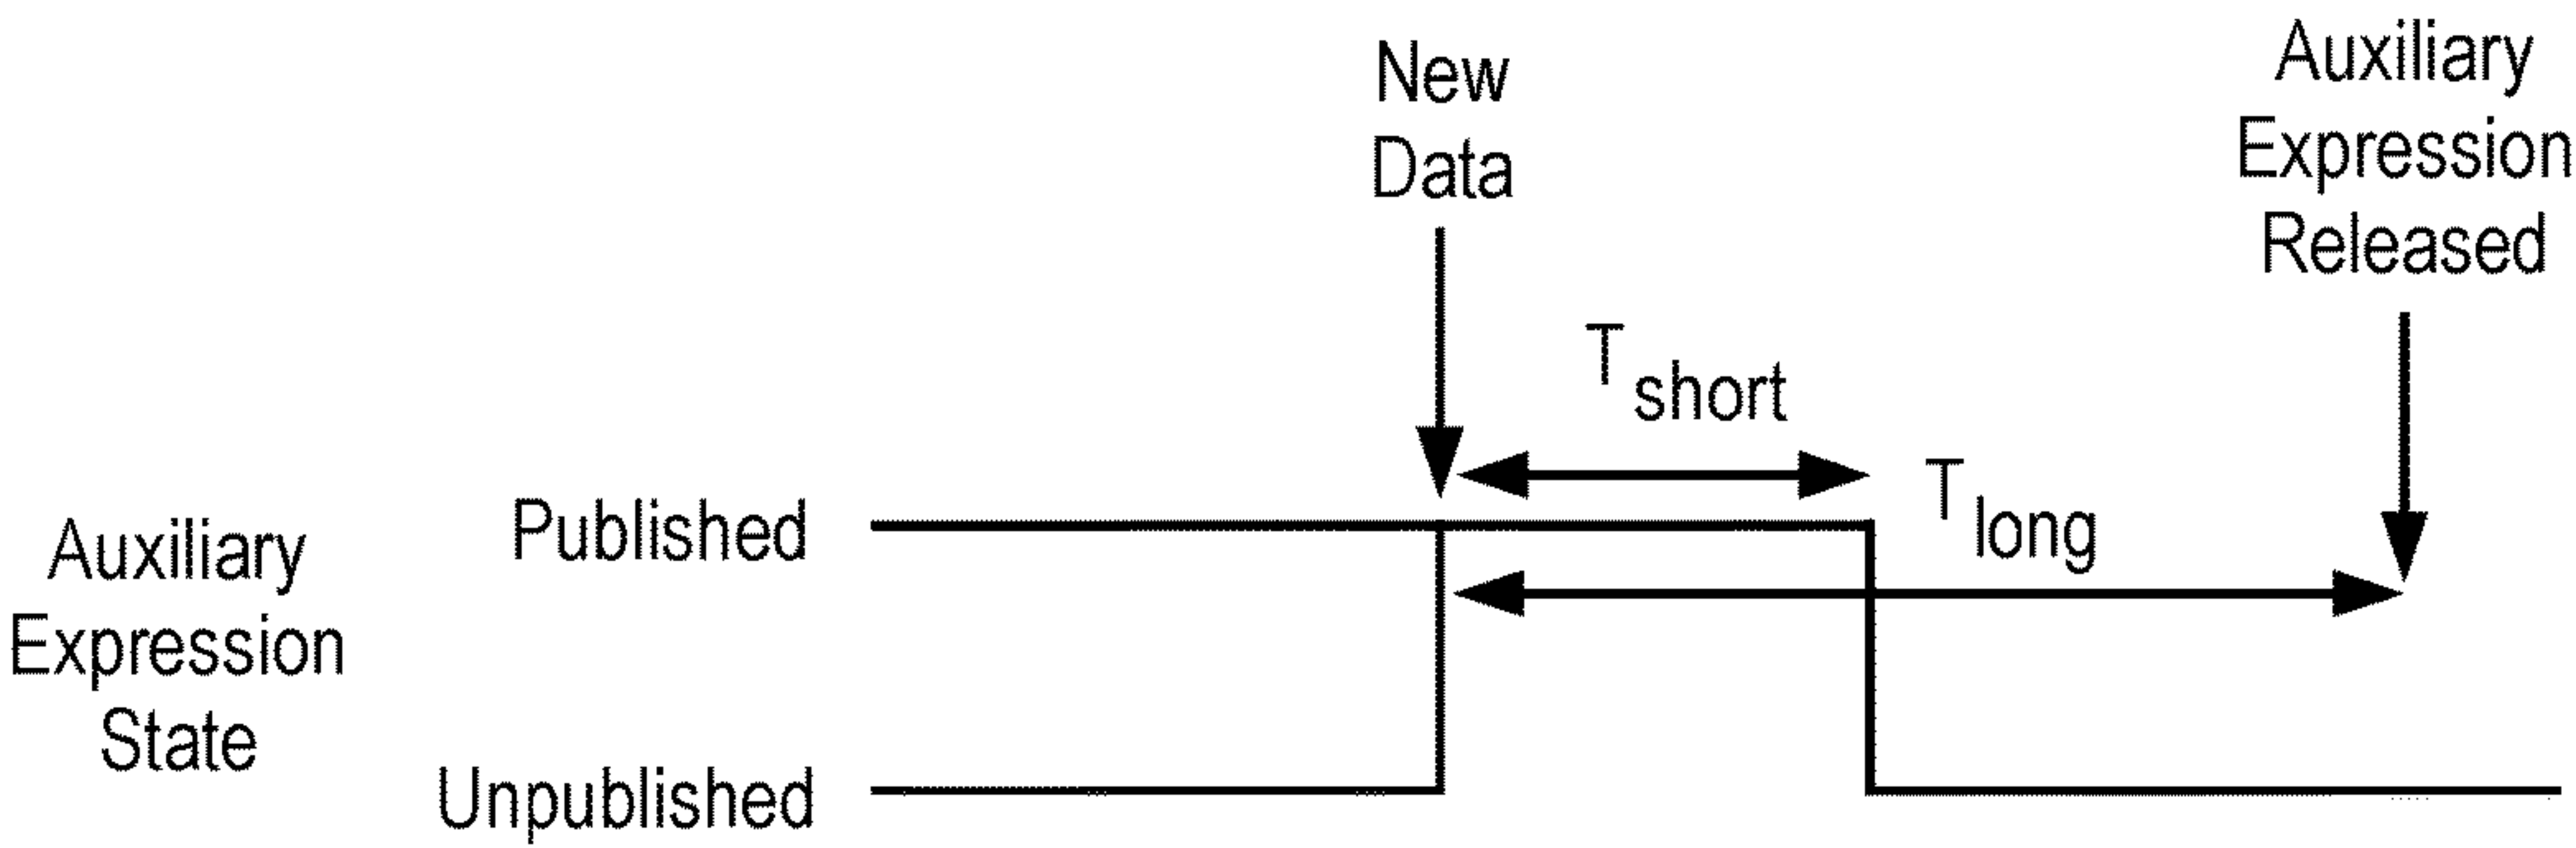 New
Data
Auxiliary
Expression
Released
T short
T long
Published
Auxiliary
Expression
State
Unpublished